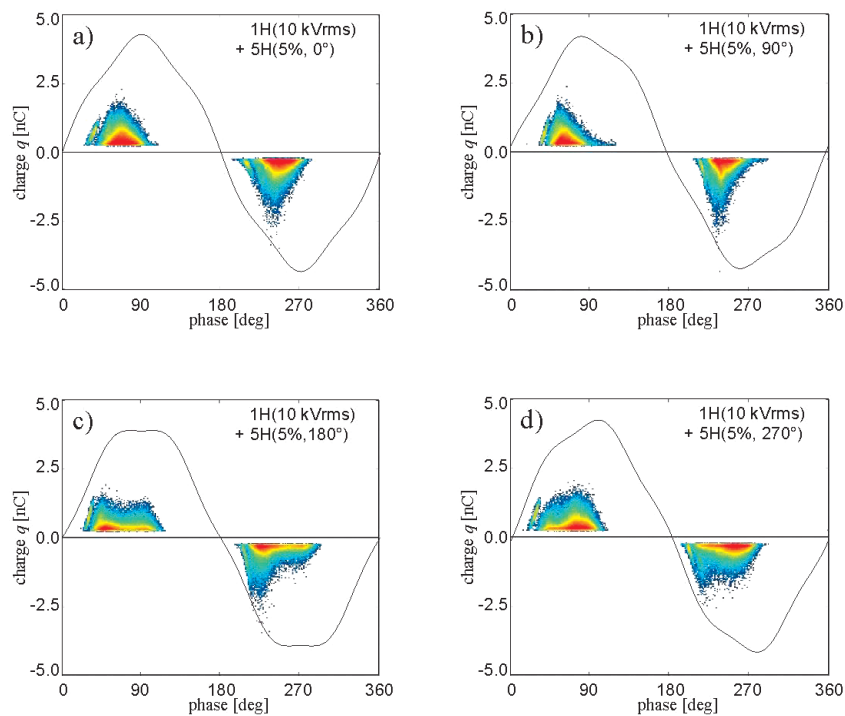 a)
1H(10 kVrms)
+ 5H(5%, 0°)
charge q [nC]
5.0
2.5
0.0
-2.5
-5.0
0 90 180 270 360
phase [deg]
b)
1H(10 kVrms)
+ 5H(5%, 90°)
charge q [nC]
5.0
2.5
0.0
-2.5
-5.0
0 90 180 270 360
phase [deg]
c)
1H(10 kVrms)
+ 5H(5%,180°)
charge q [nC]
5.0
2.5
0.0
-2.5
-5.0
0 90 180 270 360
phase [deg]
d)
1H(10 kVrms)
+ 5H(5%, 270°)
charge q [nC]
5.0
2.5
0.0
-2.5
-5.0
0 90 180 270 360
phase [deg]